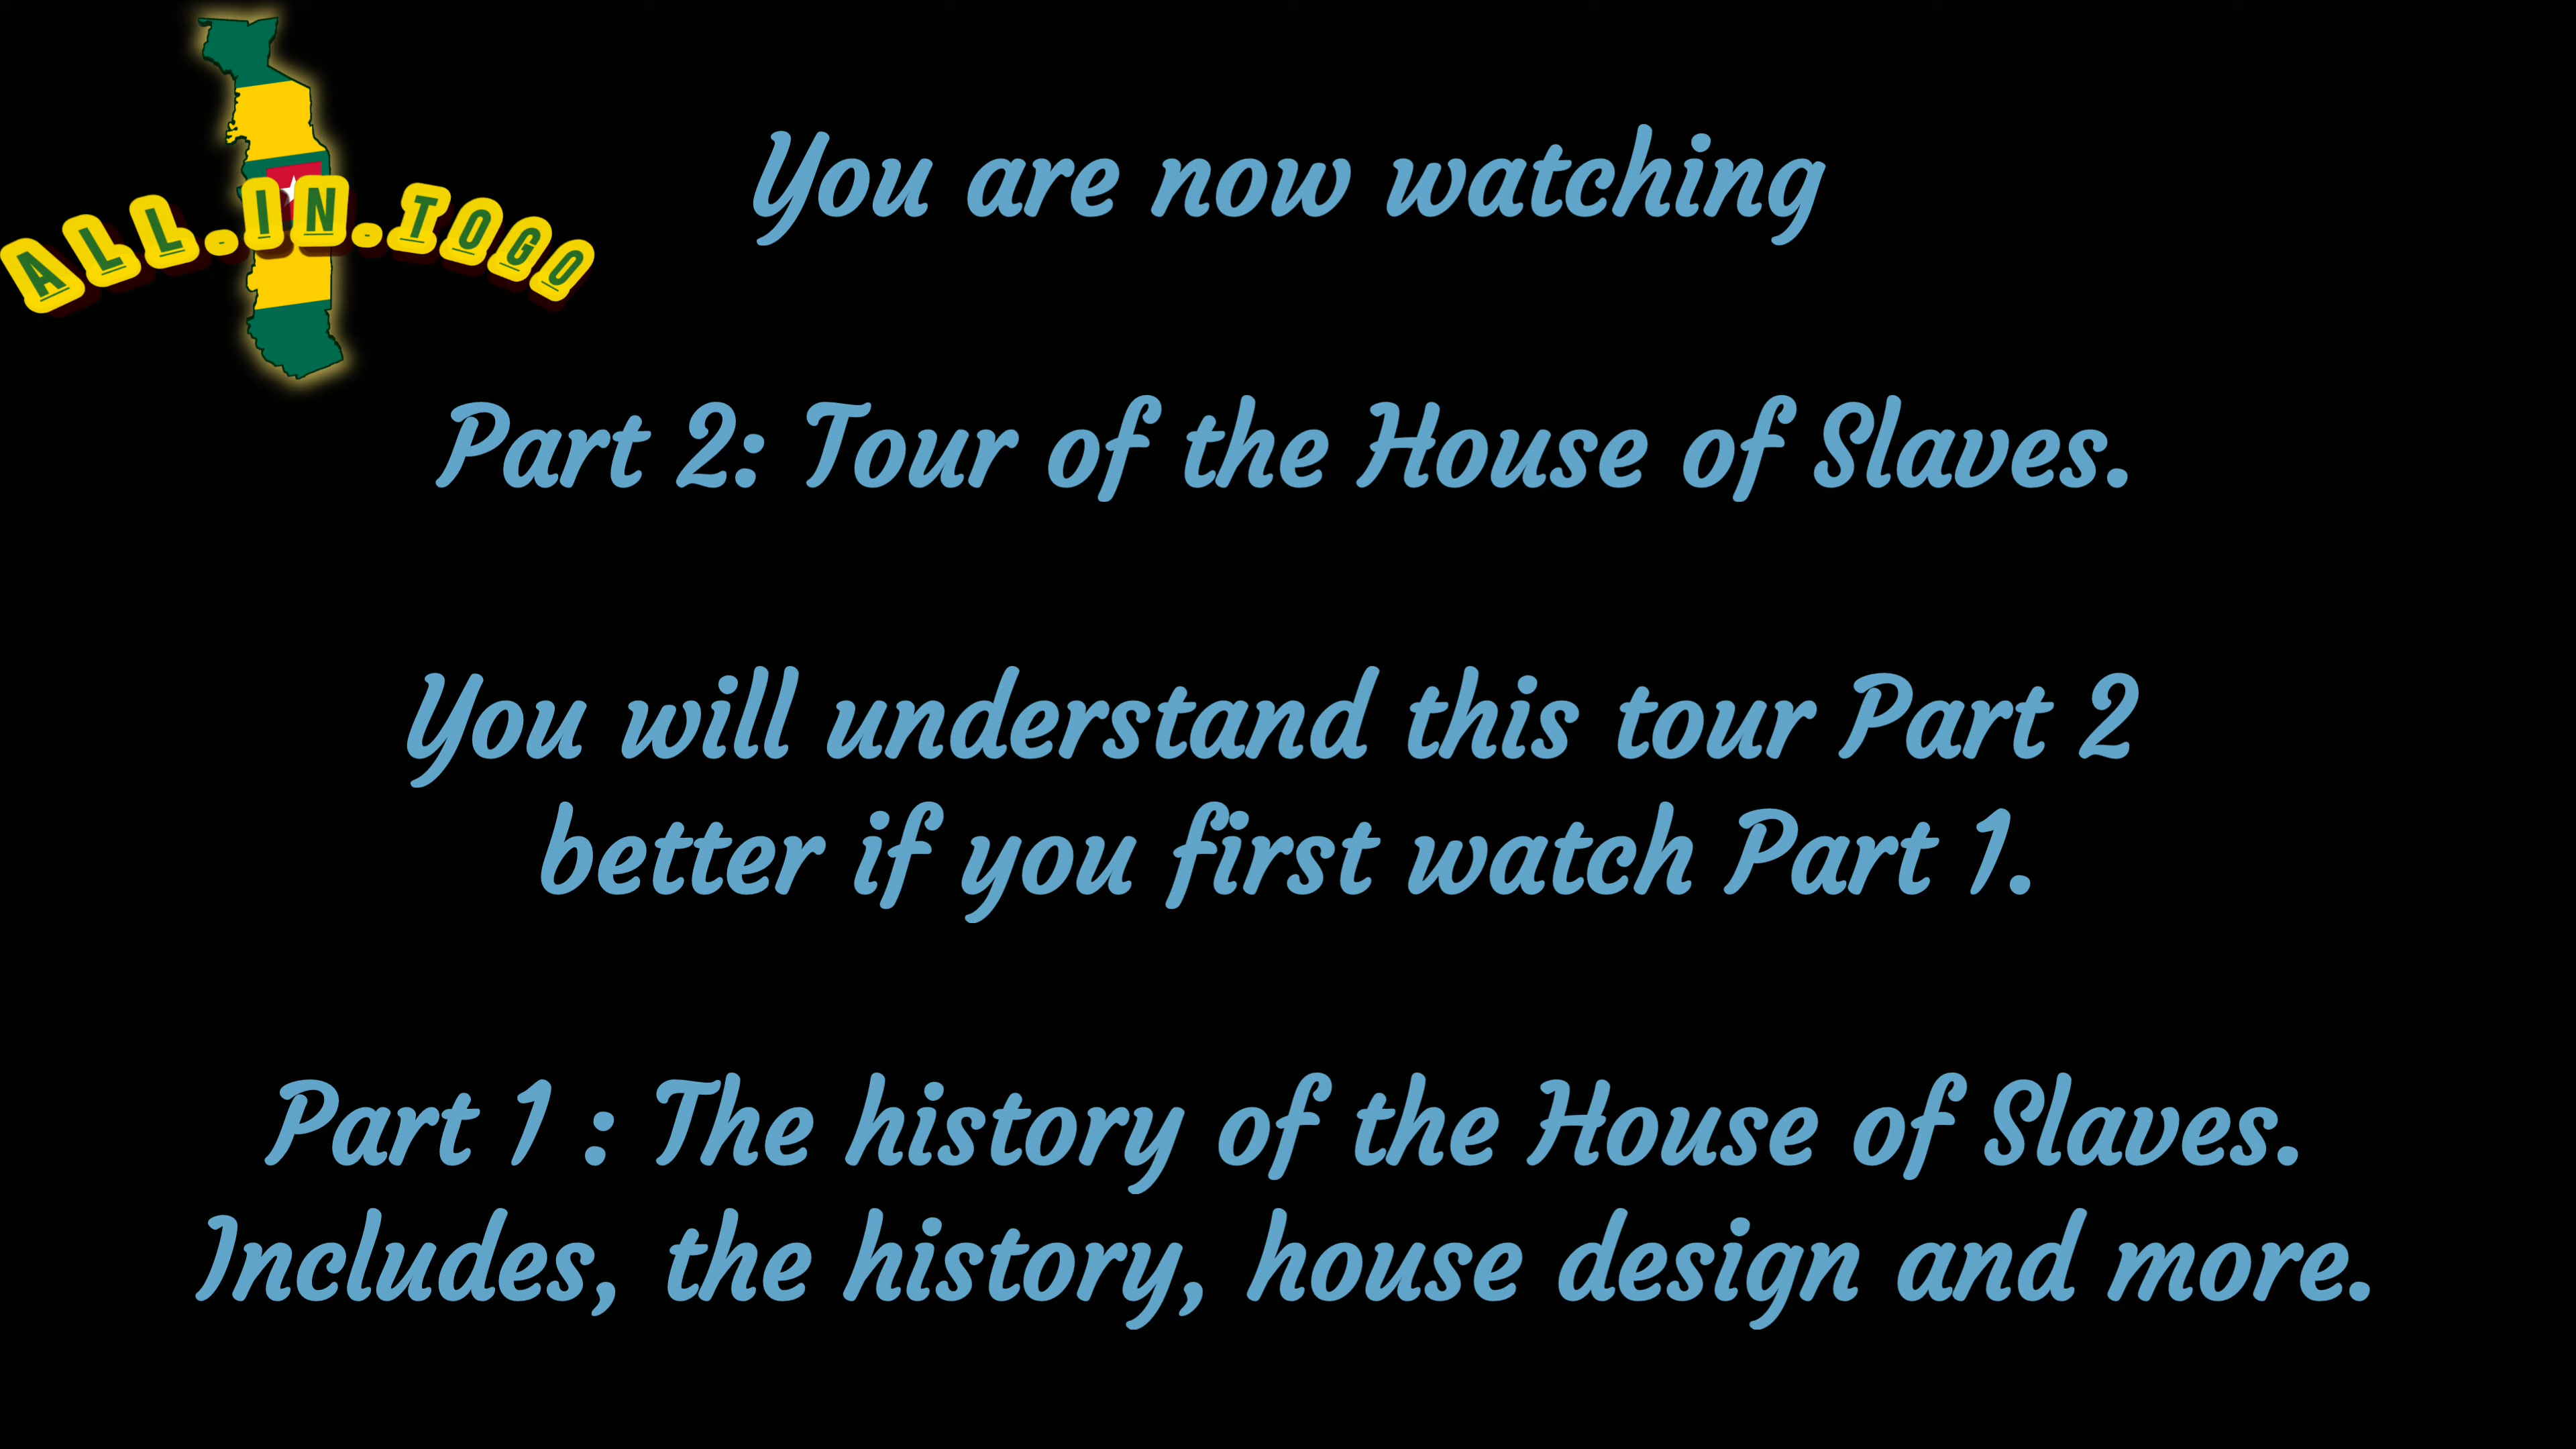 ALL.IN.TOGO
You are now watching
Part 2: Tour of the House of Slaves.
You will understand this tour Part 2
better if you first watch Part 1.
Part 1 : The history of the House of Slaves.
Includes, the history, house design and more.